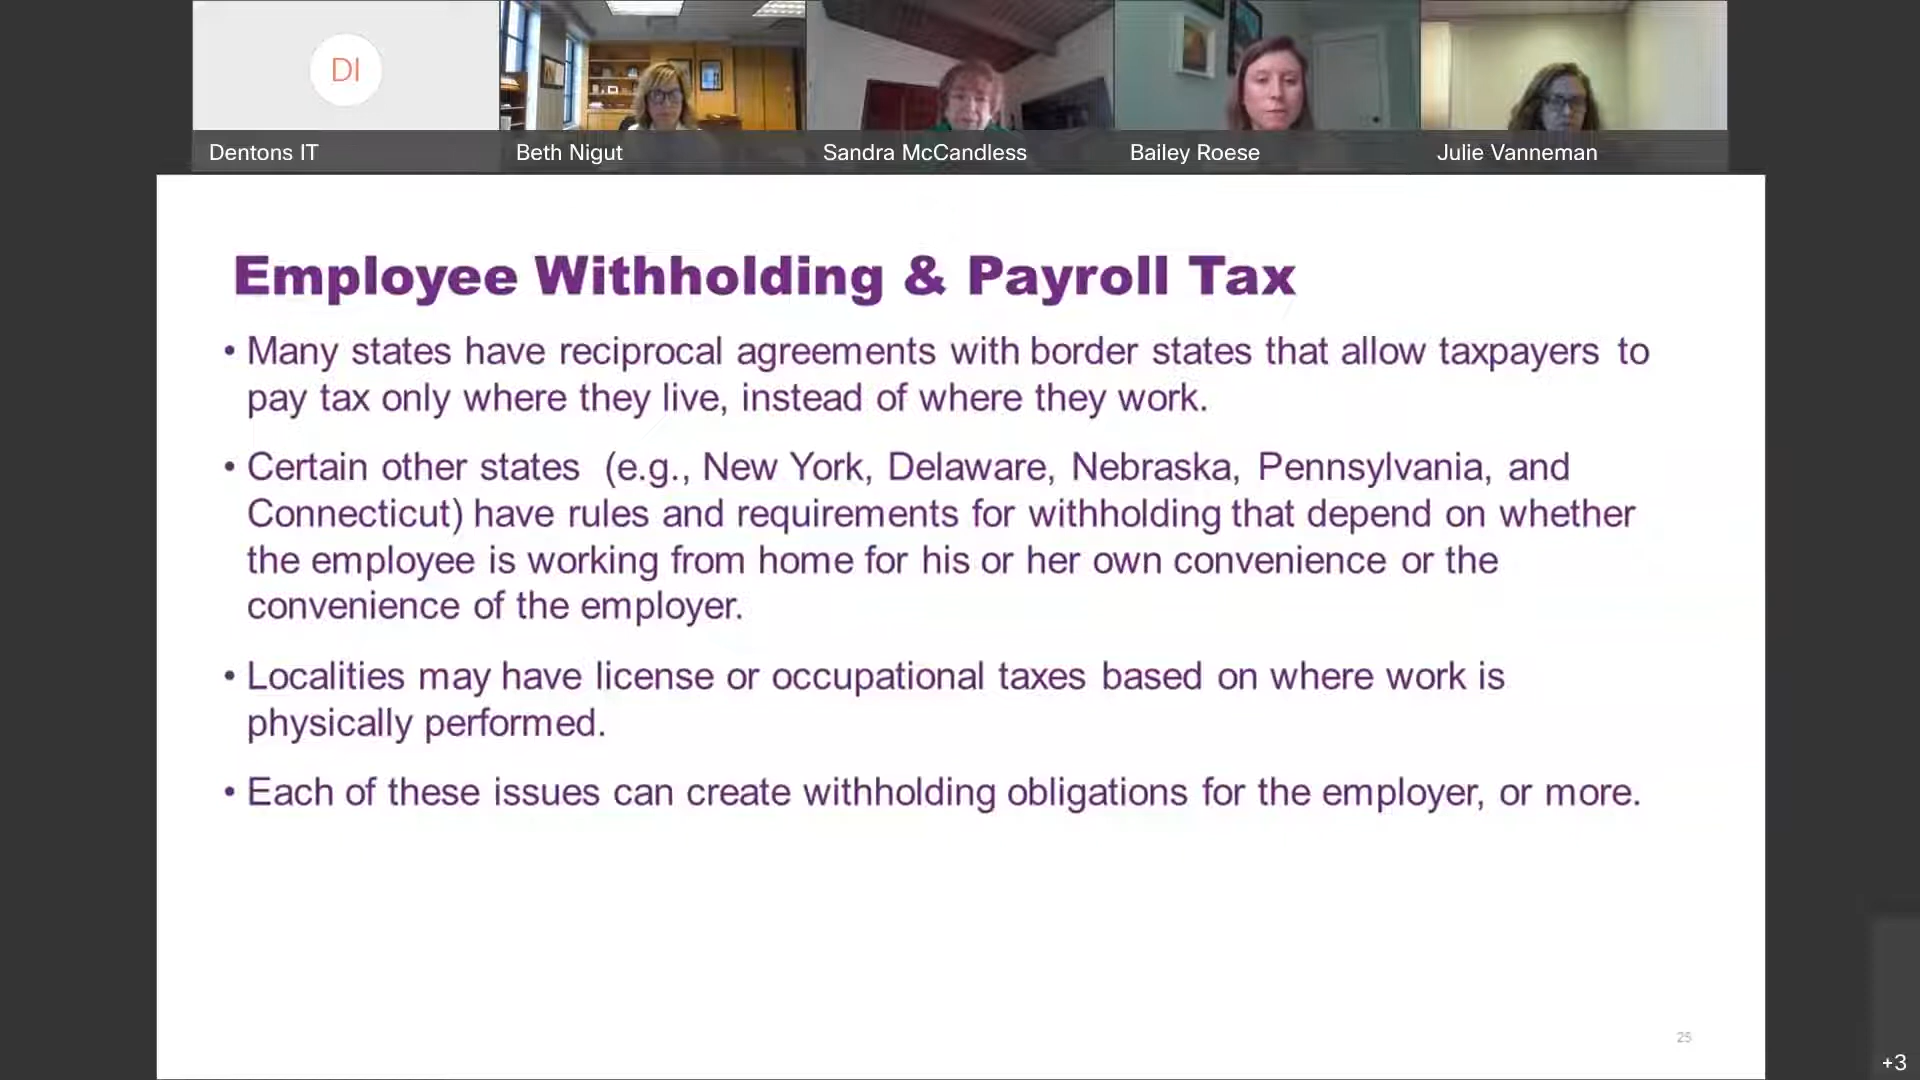 DI
Dentons IT
Beth Nigut
Sandra McCandless
Bailey Roese
Julie Vanneman
Employee Withholding & Payroll Tax
• Many states have reciprocal agreements with border states that allow taxpayers to
pay tax only where they live, instead of where they work.
• Certain other states (e.g., New York, Delaware, Nebraska, Pennsylvania, and
Connecticut) have rules and requirements for withholding that depend on whether
the employee is working from home for his or her own convenience or the
convenience of the employer.
• Localities may have license or occupational taxes based on where work is
physically performed.
• Each of these issues can create withholding obligations for the employer, or more.
25
+3